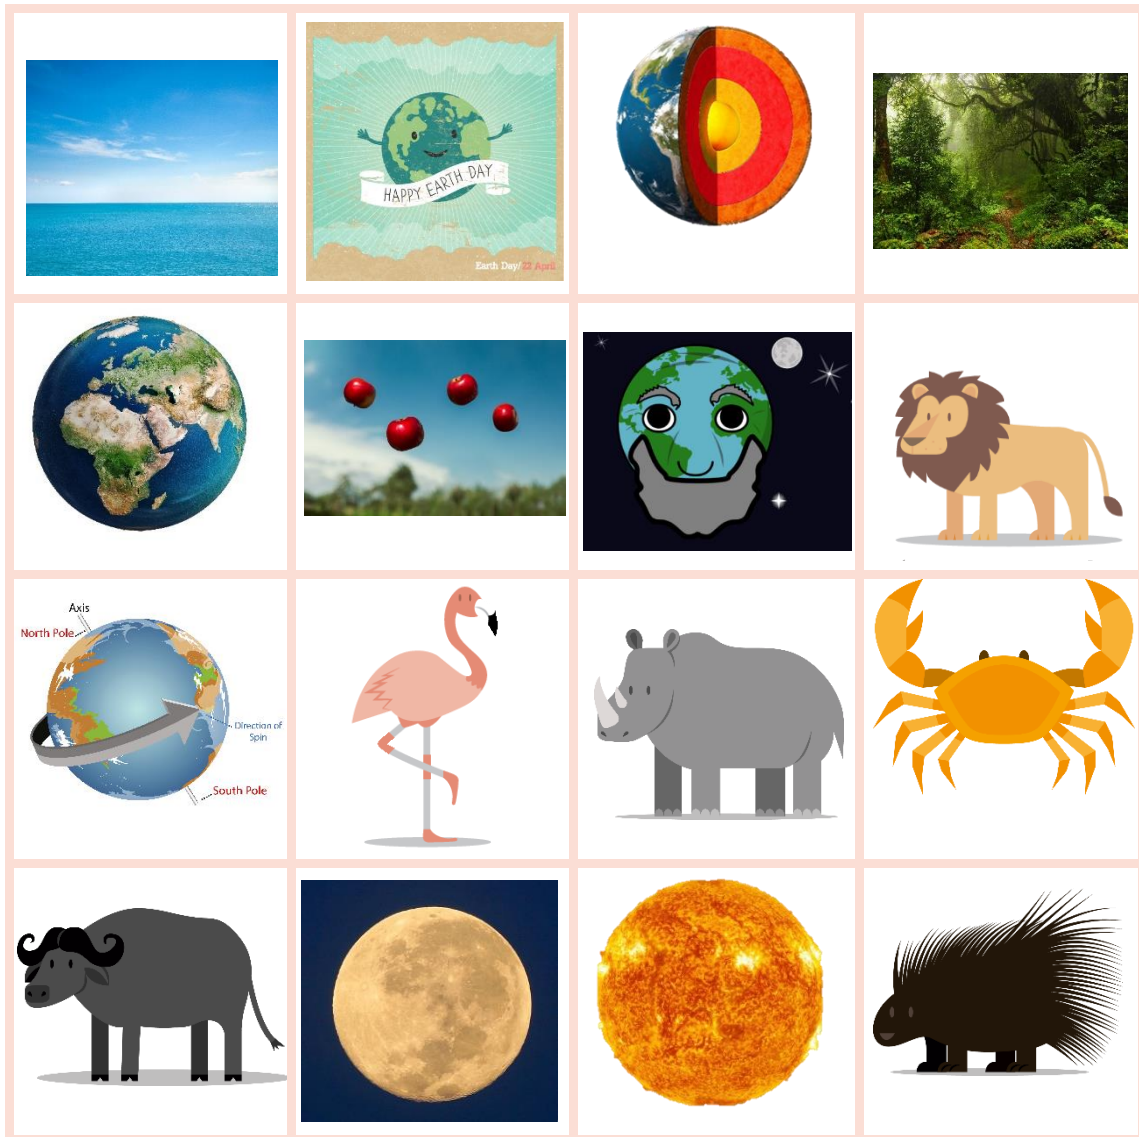 HAPPY EARTH DAY
Earth Day/22 April
Axis
North Pole
Direction of
Spin
South Pole